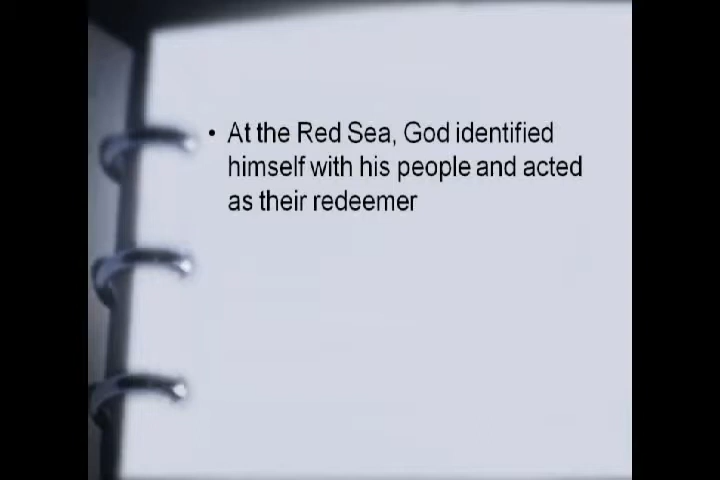 • At the Red Sea, God identified
himself with his people and acted
as their redeemer